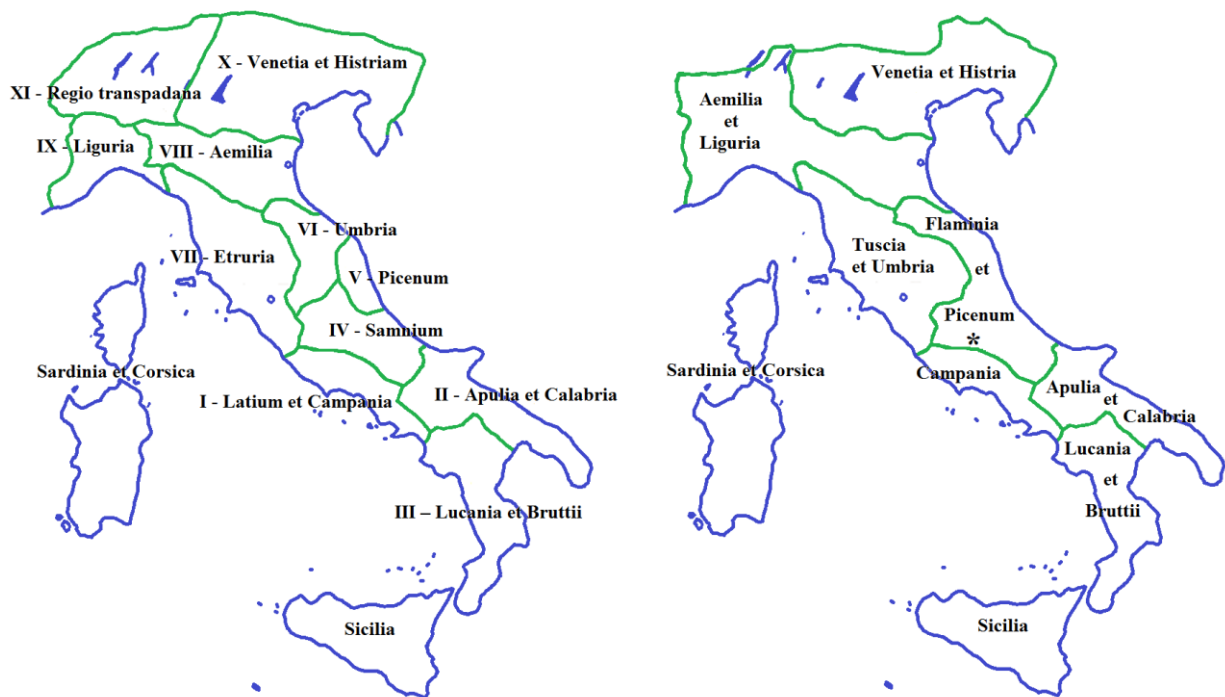 X - Venetia et Histriam
XI - Regio transpadana
IX - Liguria
VIII - Aemilia
VI - Umbria
VII - Etruria
V - Picenum
IV - Samnium
Sardinia et Corsica
I - Latium et Campania
II - Apulia et Calabria
III – Lucania et Bruttii
Sicilia
Venetia et Histria
Aemilia
et
Liguria
Flaminia
Tuscia
et Umbria
et
Picenum
*
Campania
Sardinia et Corsica
Apulia
et
Calabria
Lucania
et
Bruttii
Sicilia